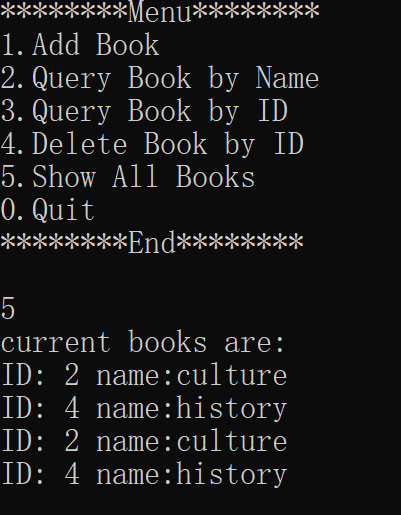 ********Menu********
1.Add Book
2.Query Book by Name
3.Query Book by ID
4.Delete Book by ID
5.Show All Books
0.Quit
********End********
5
current books are:
ID: 2 name:culture
ID: 4 name:history
ID: 2 name:culture
ID: 4 name:history